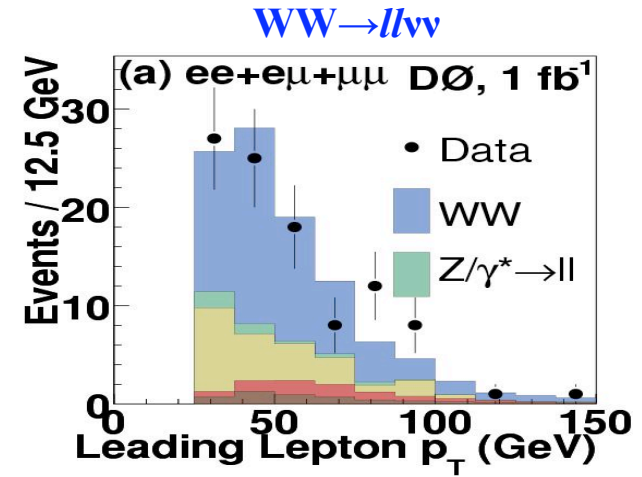 WW→llνν
(a) ee+eμ+μμ DØ, 1 fb⁻¹
Events / 12.5 GeV
30
20
10
0
Data
WW
Z/γ*→ll
0 50 100 150
Leading Lepton p_T (GeV)